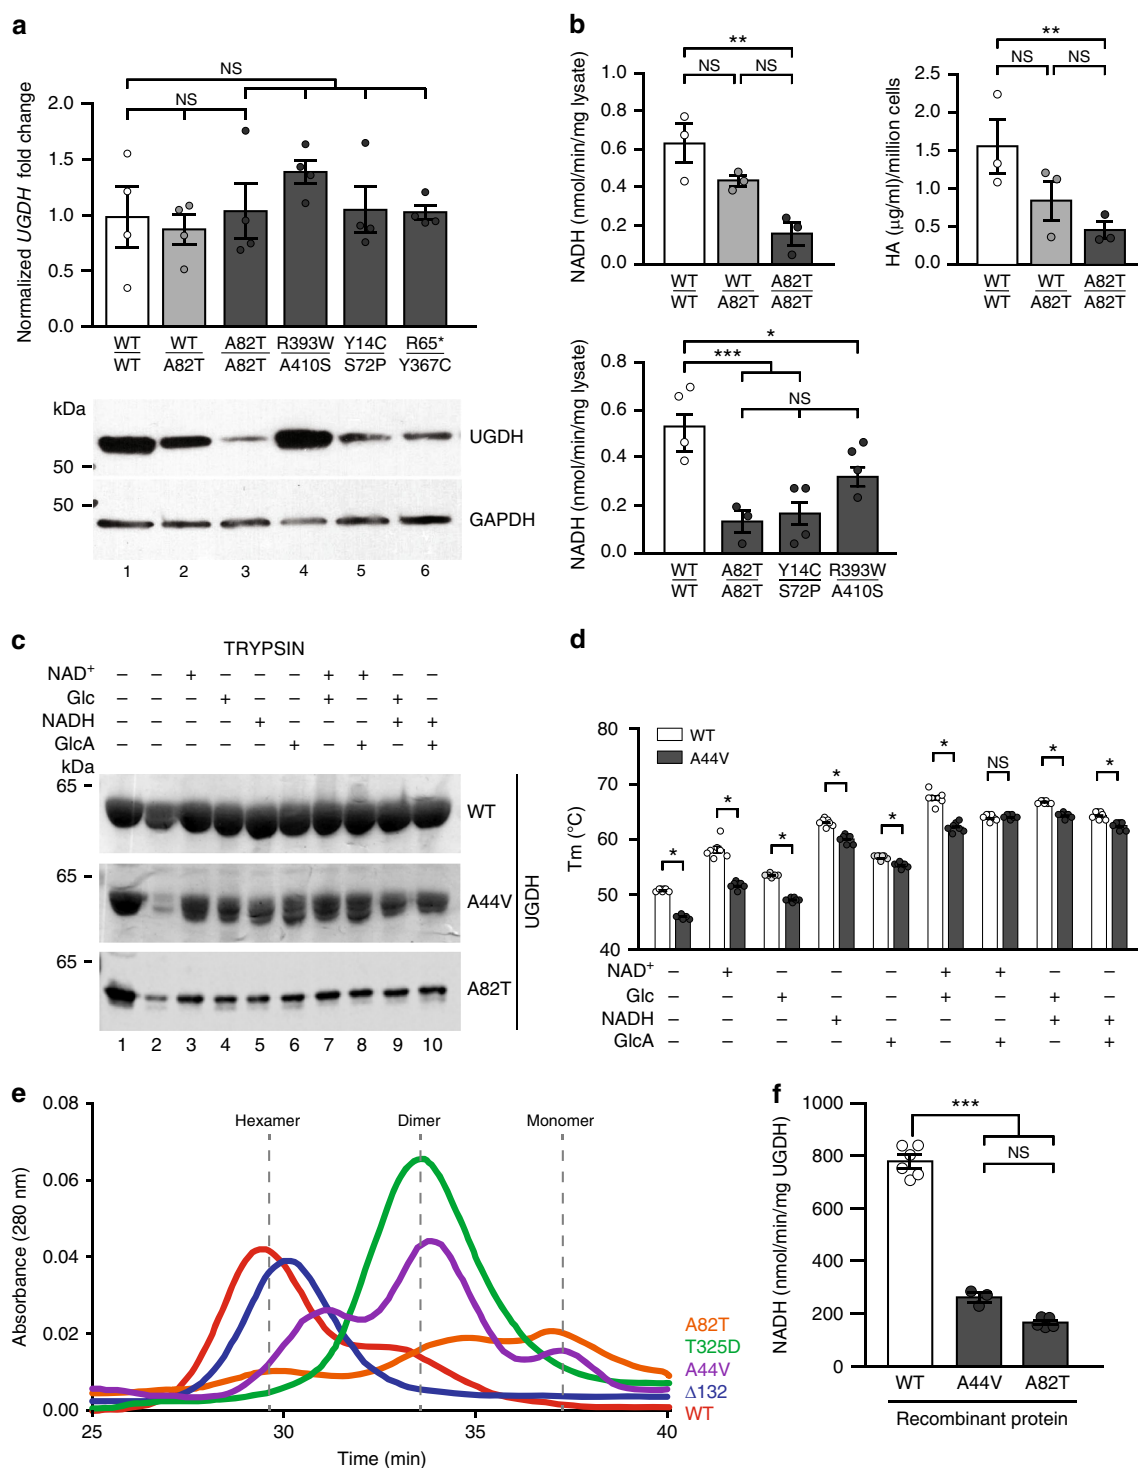 a
NS
NS
Normalized UGDH fold change
2.0
1.5
1.0
0.5
0.0
WT WT A82T R393W Y14C R65*
WT A82T A82T A410S S72P Y367C
kDa
50
50
UGDH
GAPDH
1 2 3 4 5 6
b
**
NS NS
NADH (nmol/min/mg lysate)
1.0
0.8
0.6
0.4
0.2
0.0
WT WT A82T
WT A82T A82T
**
NS NS
HA (μg/ml)/million cells
2.5
2.0
1.5
1.0
0.5
0.0
WT WT A82T
WT A82T A82T
*
***
NS
NADH (nmol/min/mg lysate)
0.8
0.6
0.4
0.2
0.0
WT A82T Y14C R393W
WT A82T S72P A410S
c
TRYPSIN
NAD+ – – + – – – + + – –
Glc – – – + – – + – + –
NADH – – – – + – – – + +
GlcA – – – – – + – + – +
kDa
65
WT
65
A44V
65
A82T
UGDH
1 2 3 4 5 6 7 8 9 10
d
WT
A44V
Tm (°C)
80
70
60
50
40
* * * * * * NS * *
NAD+ – + – – – + + – –
Glc – – + – – + – + –
NADH – – – + – – – + +
GlcA – – – – + – + – +
e
Absorbance (280 nm)
0.08
0.06
0.04
0.02
0.00
Hexamer Dimer Monomer
A82T
T325D
A44V
Δ132
WT
25 30 35 40
Time (min)
f
***
NS
NADH (nmol/min/mg UGDH)
1000
800
600
400
200
0
WT A44V A82T
Recombinant protein